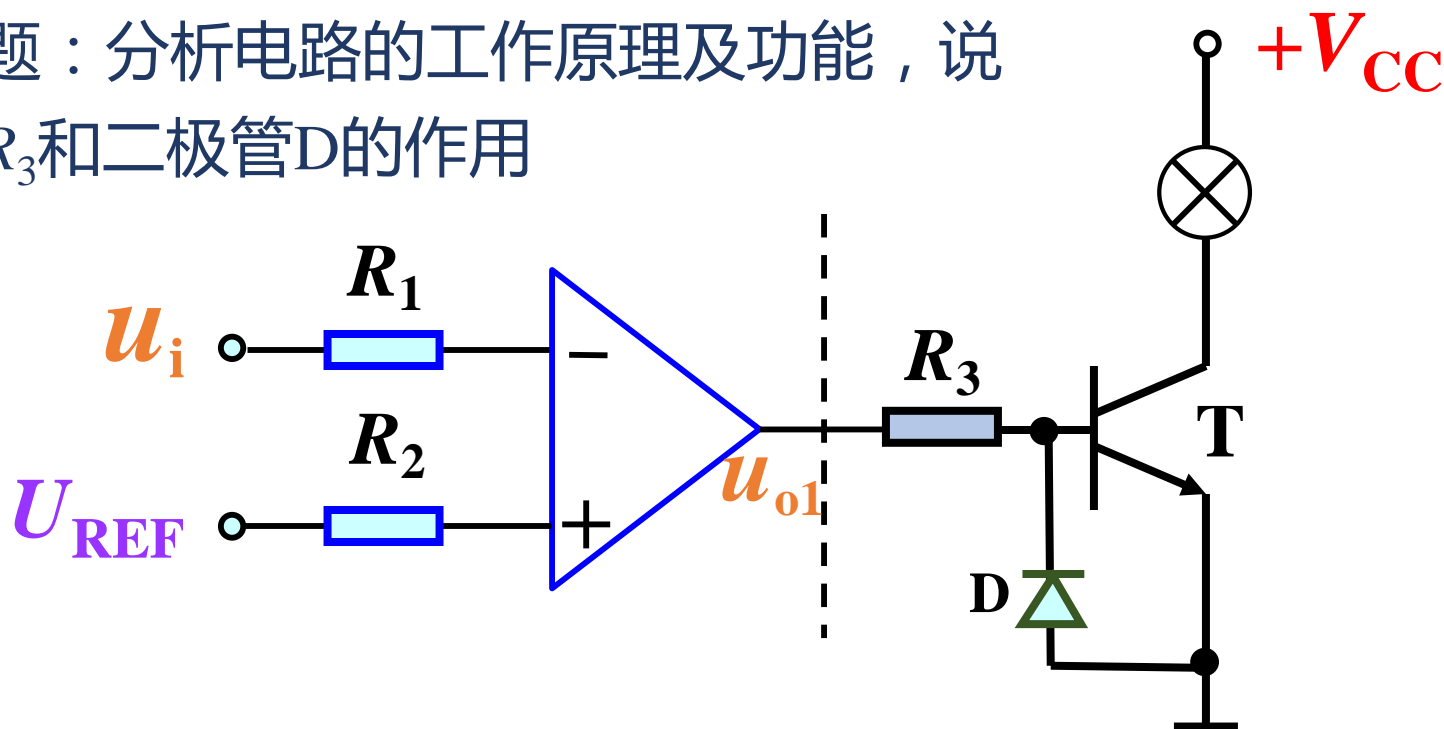 题：分析电路的工作原理及功能，说
R3和二极管D的作用
+VCC
R1
ui
-
R2
UREF
+
uo1
R3
T
D